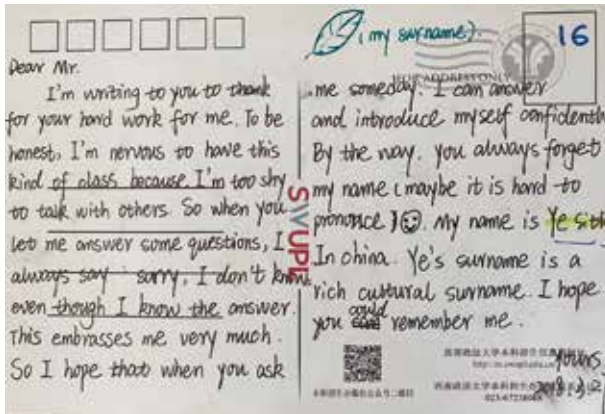 Dear Mr.
I'm writing to you to thank
for your hard work for me. To be
honest, I'm nervous to have this
kind of class because I'm too shy
to talk with others. So when you
let me answer some questions, I
always say "sorry, I don't know
even though I know the answer.
This embrasses me very much.
So I hope that when you ask
SWUPL
(my surname).
16
ADDRESS ONLY
me someday. I can answer
and introduce myself confidently
By the way. you always forget
my name (maybe it is hard to
pronoce) My name is Ye
In china. Ye's surname is a
rich cultural surname. I hope
you could remember me.
yours,